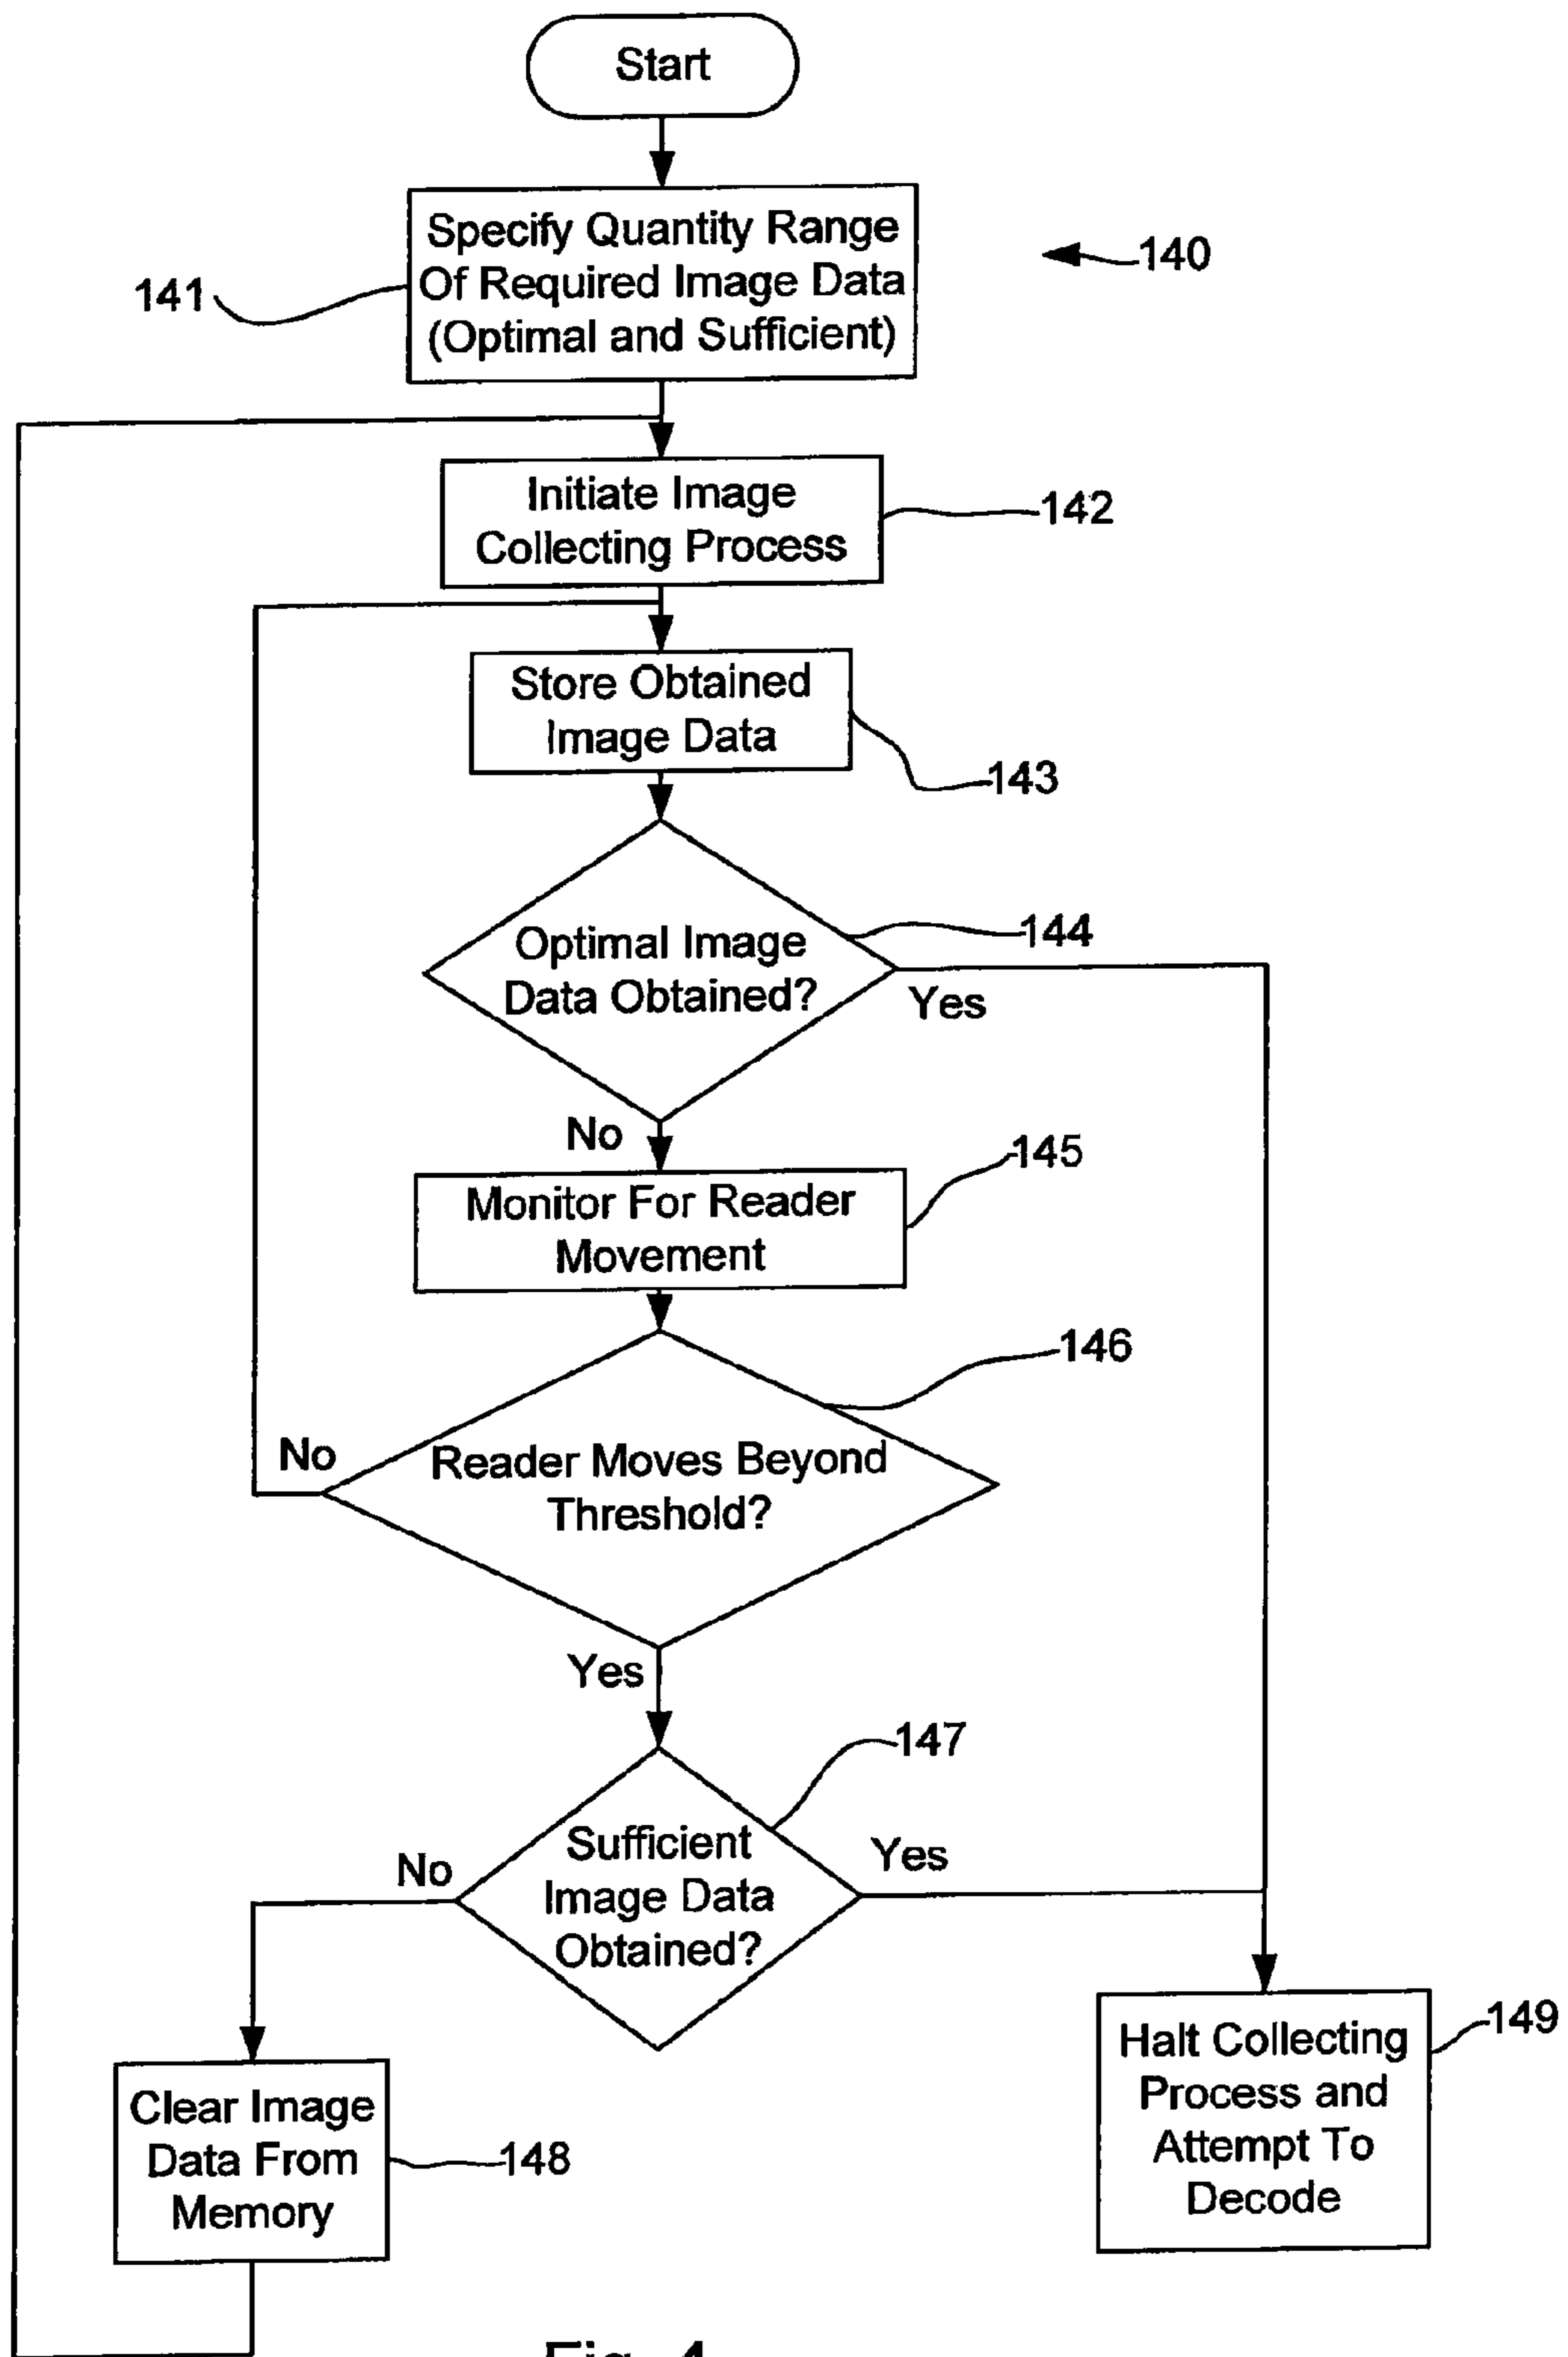 Start
Specify Quantity Range
Of Required Image Data
(Optimal and Sufficient)
140
141
Initiate Image
Collecting Process
142
Store Obtained
Image Data
143
Optimal Image
Data Obtained?
144
Yes
No
Monitor For Reader
Movement
145
Reader Moves Beyond
Threshold?
146
No
Yes
Sufficient
Image Data
Obtained?
147
No
Yes
Clear Image
Data From
Memory
148
Halt Collecting
Process and
Attempt To
Decode
149